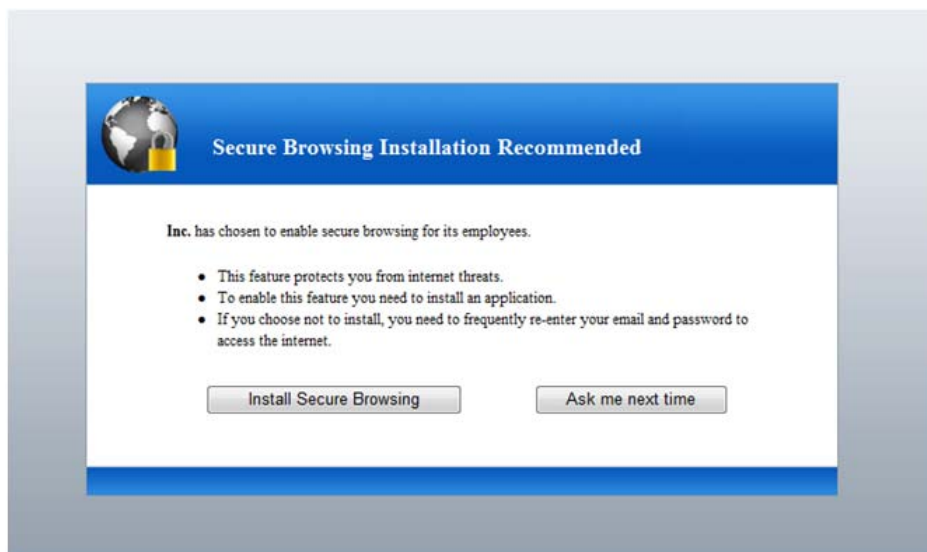 Secure Browsing Installation Recommended
Inc. has chosen to enable secure browsing for its employees.
• This feature protects you from internet threats.
• To enable this feature you need to install an application.
• If you choose not to install, you need to frequently re-enter your email and password to
access the internet.
Install Secure Browsing
Ask me next time